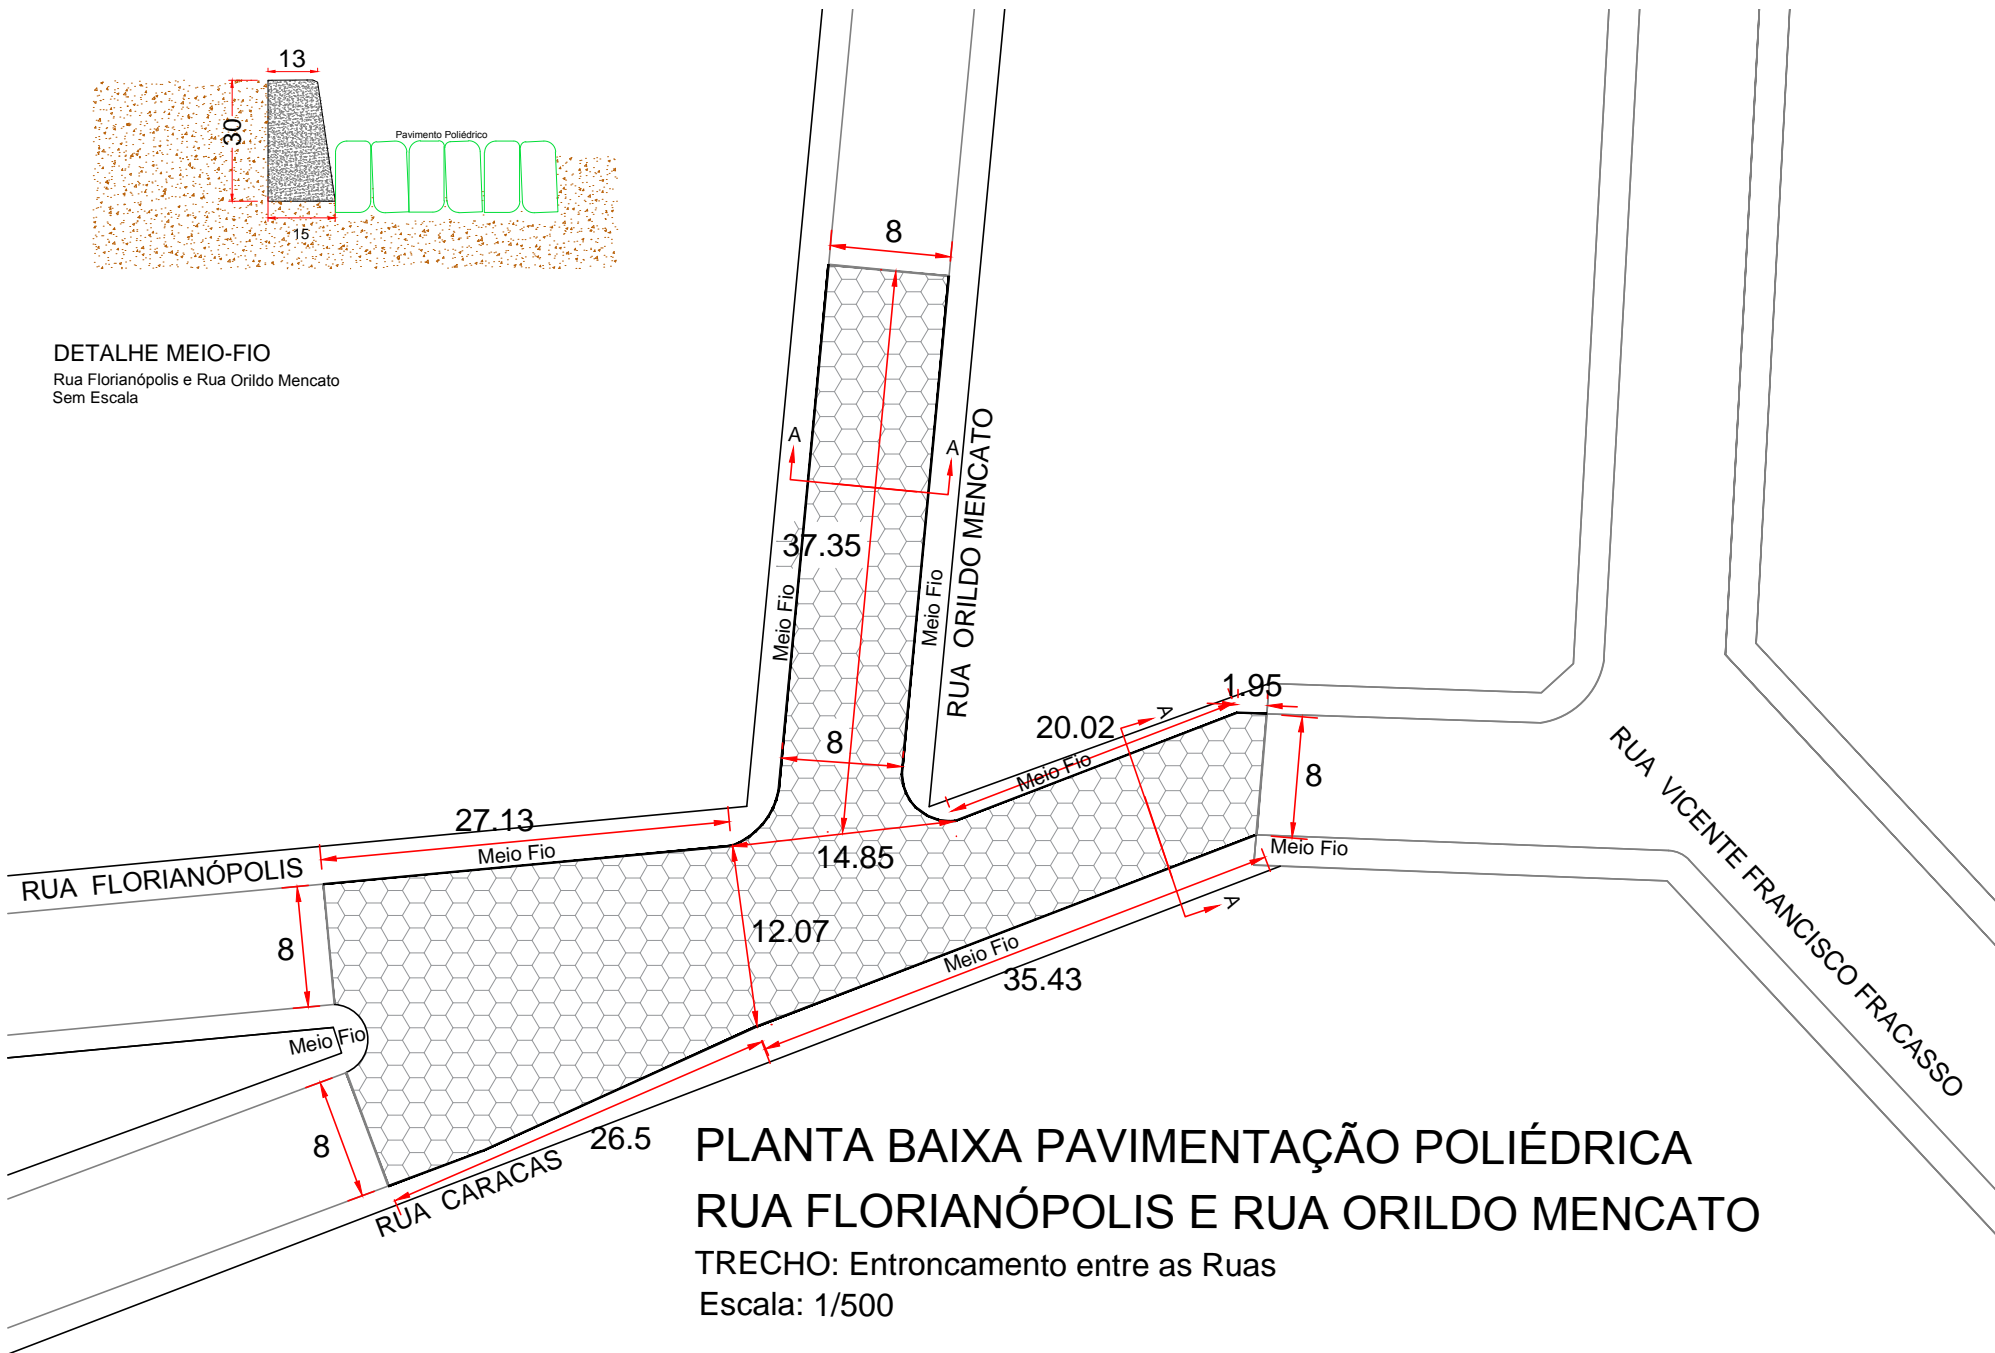 13
30
Pavimento Poliédrico
15
DETALHE MEIO-FIO
Rua Florianópolis e Rua Orildo Mencato
Sem Escala
8
A
A
37.35
Meio Fio
Meio Fio
RUA ORILDO MENCATO
8
1.95
20.02
A
Meio Fio
8
RUA VICENTE FRANCISCO FRACASSO
27.13
Meio Fio
RUA FLORIANÓPOLIS
14.85
Meio Fio
8
12.07
Meio Fio
A
35.43
Meio Fio
8
26.5
RUA CARACAS
PLANTA BAIXA PAVIMENTAÇÃO POLIÉDRICA
RUA FLORIANÓPOLIS E RUA ORILDO MENCATO
TRECHO: Entroncamento entre as Ruas
Escala: 1/500